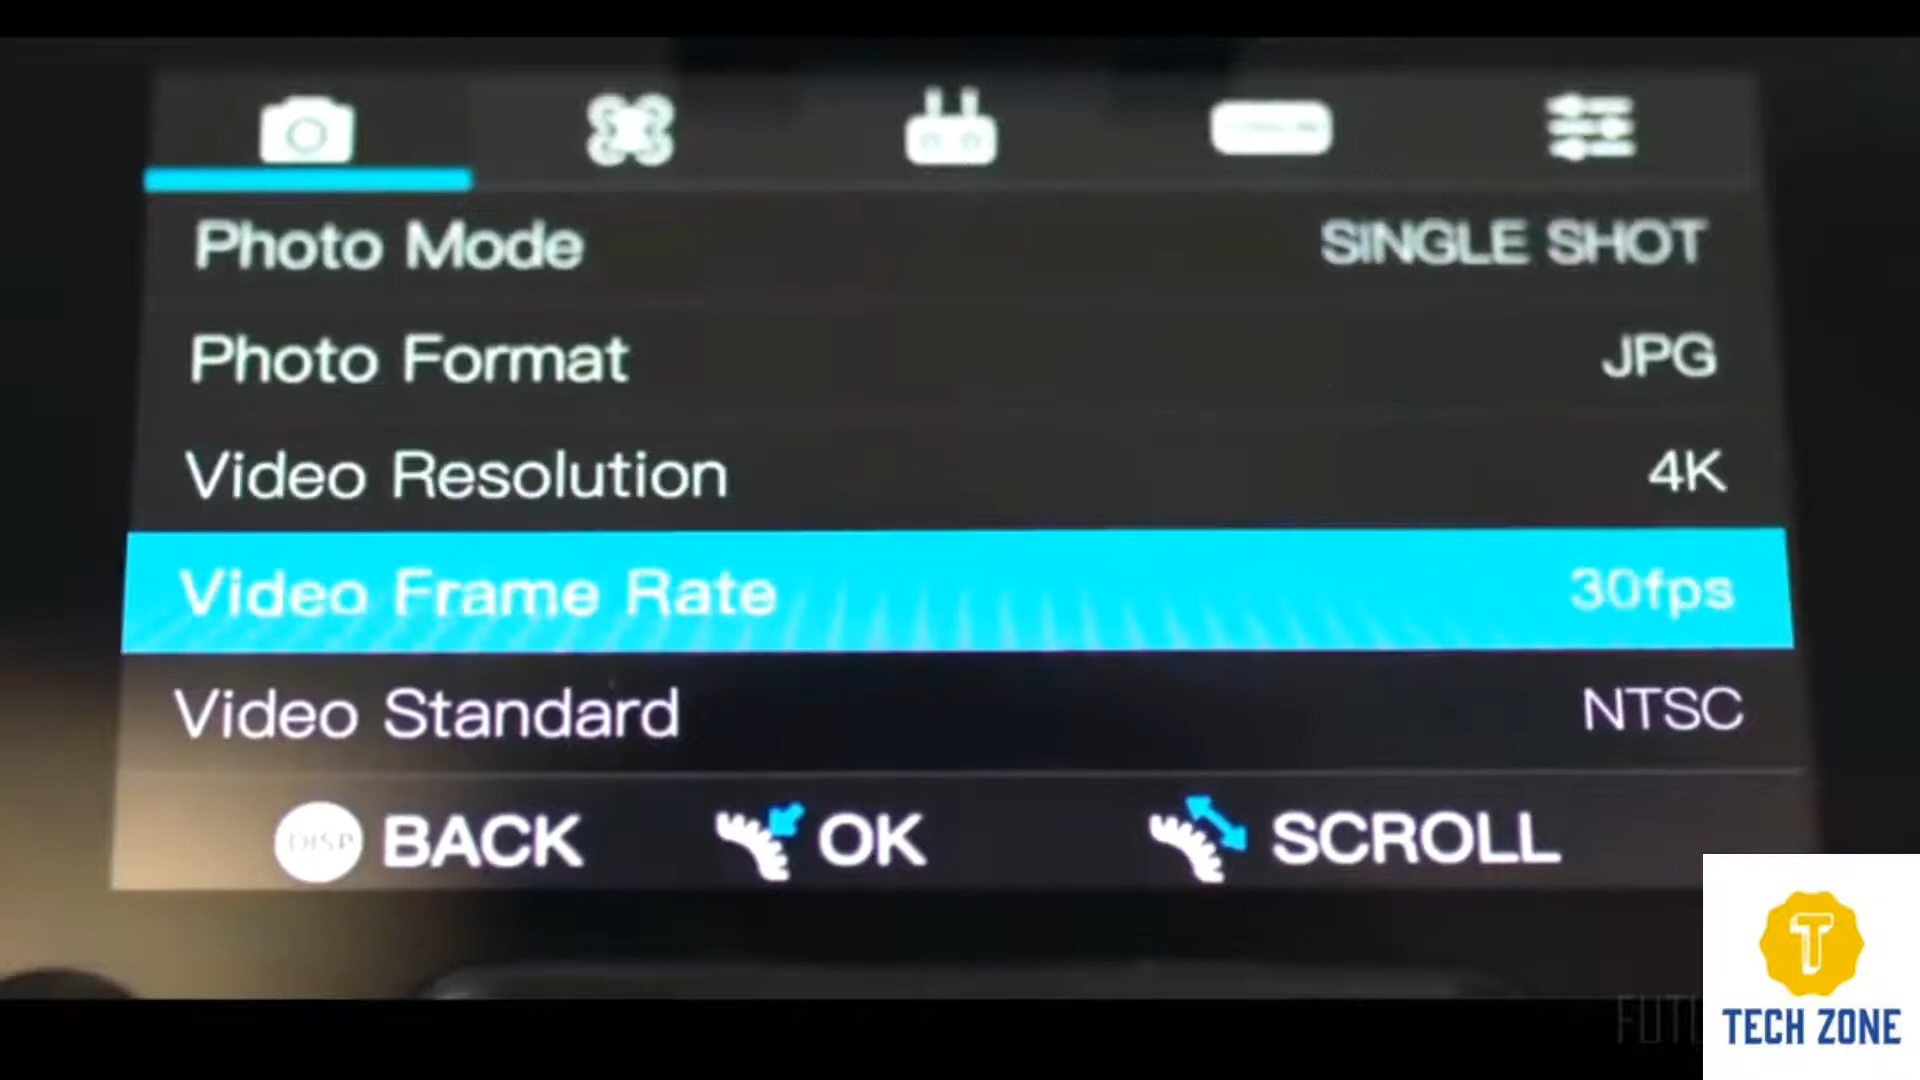 Photo Mode SINGLE SHOT
Photo Format JPG
Video Resolution 4K
Video Frame Rate 30fps
Video Standard NTSC
DISP BACK OK SCROLL
T
TECH ZONE